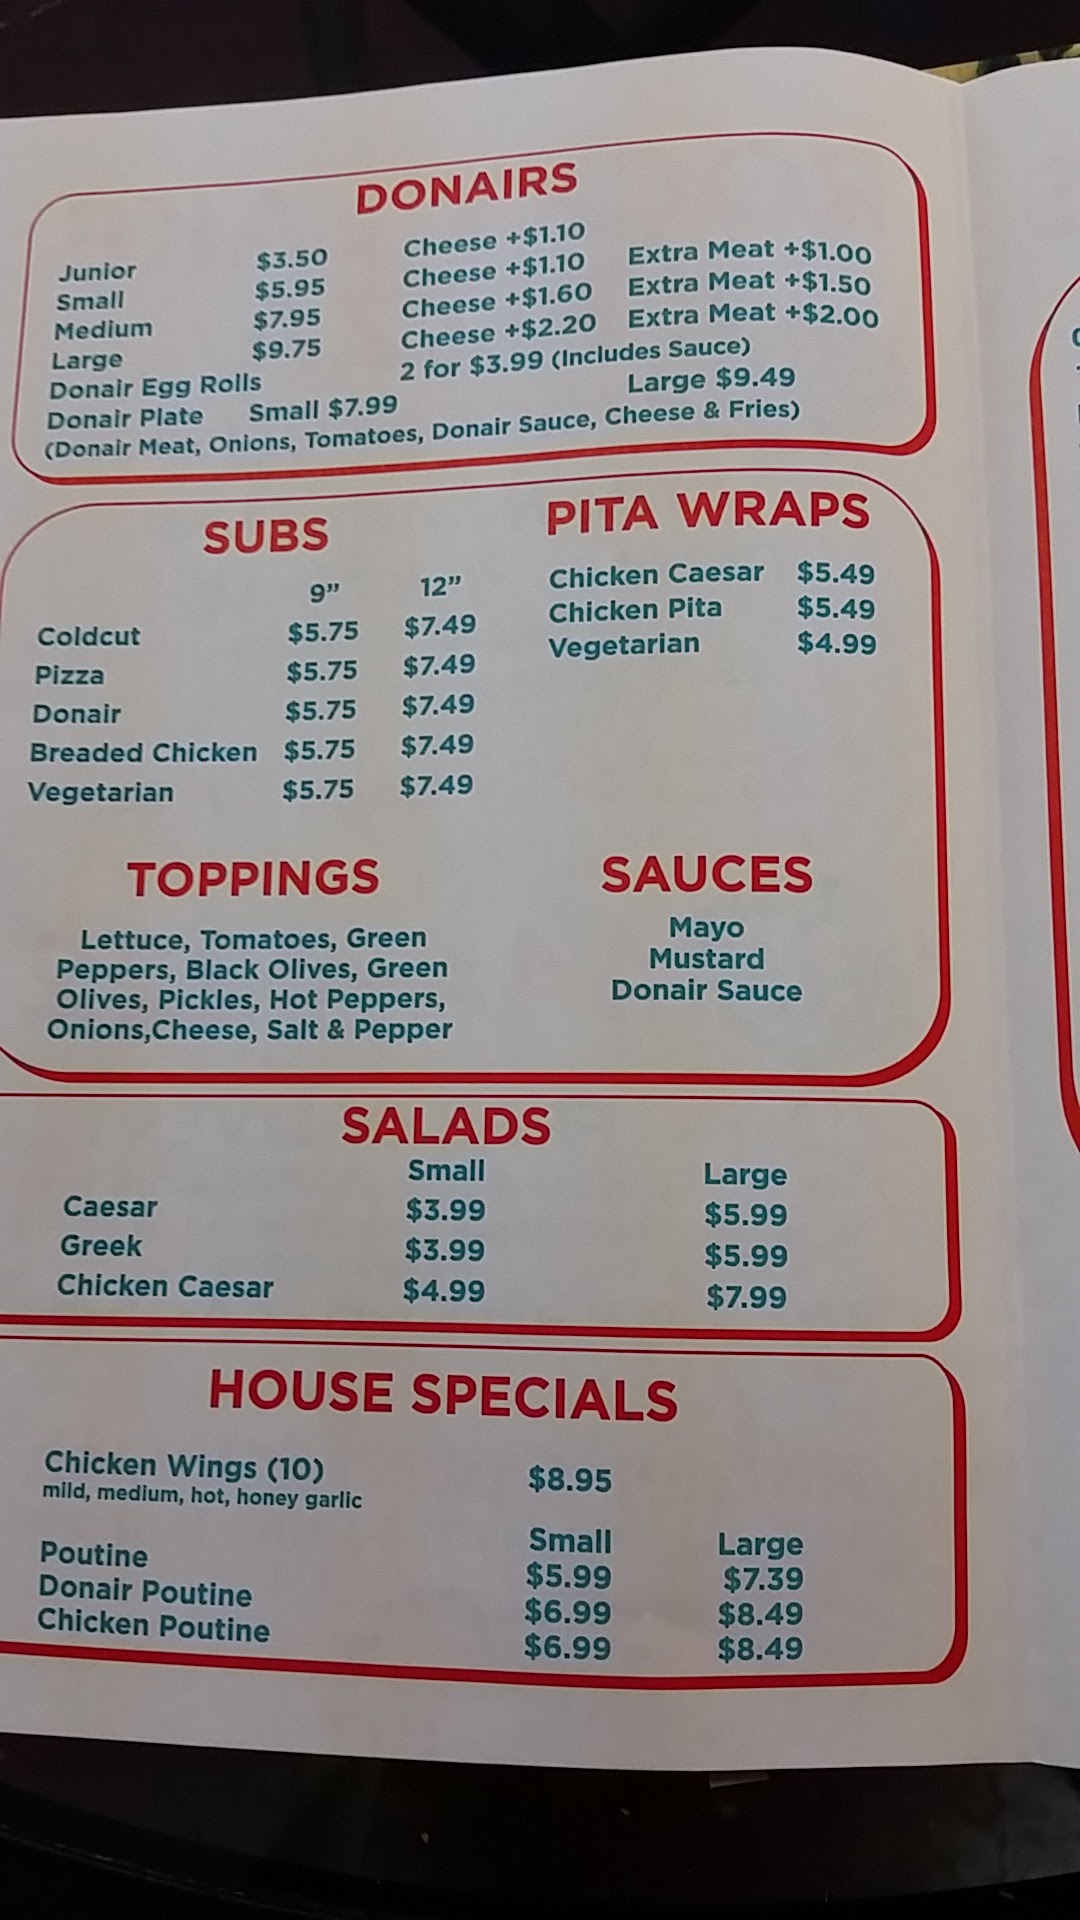 DONAIRS
Junior $3.50 Cheese +$1.10
Small $5.95 Cheese +$1.10 Extra Meat +$1.00
Medium $7.95 Cheese +$1.60 Extra Meat +$1.50
Large $9.75 Cheese +$2.20 Extra Meat +$2.00
Donair Egg Rolls 2 for $3.99 (Includes Sauce)
Donair Plate Small $7.99 Large $9.49
(Donair Meat, Onions, Tomatoes, Donair Sauce, Cheese & Fries)
SUBS
9” 12”
Coldcut $5.75 $7.49
Pizza $5.75 $7.49
Donair $5.75 $7.49
Breaded Chicken $5.75 $7.49
Vegetarian $5.75 $7.49
PITA WRAPS
Chicken Caesar $5.49
Chicken Pita $5.49
Vegetarian $4.99
TOPPINGS
Lettuce, Tomatoes, Green
Peppers, Black Olives, Green
Olives, Pickles, Hot Peppers,
Onions,Cheese, Salt & Pepper
SAUCES
Mayo
Mustard
Donair Sauce
SALADS
Small Large
Caesar $3.99 $5.99
Greek $3.99 $5.99
Chicken Caesar $4.99 $7.99
HOUSE SPECIALS
Chicken Wings (10) $8.95
mild, medium, hot, honey garlic
Small Large
Poutine $5.99 $7.39
Donair Poutine $6.99 $8.49
Chicken Poutine $6.99 $8.49